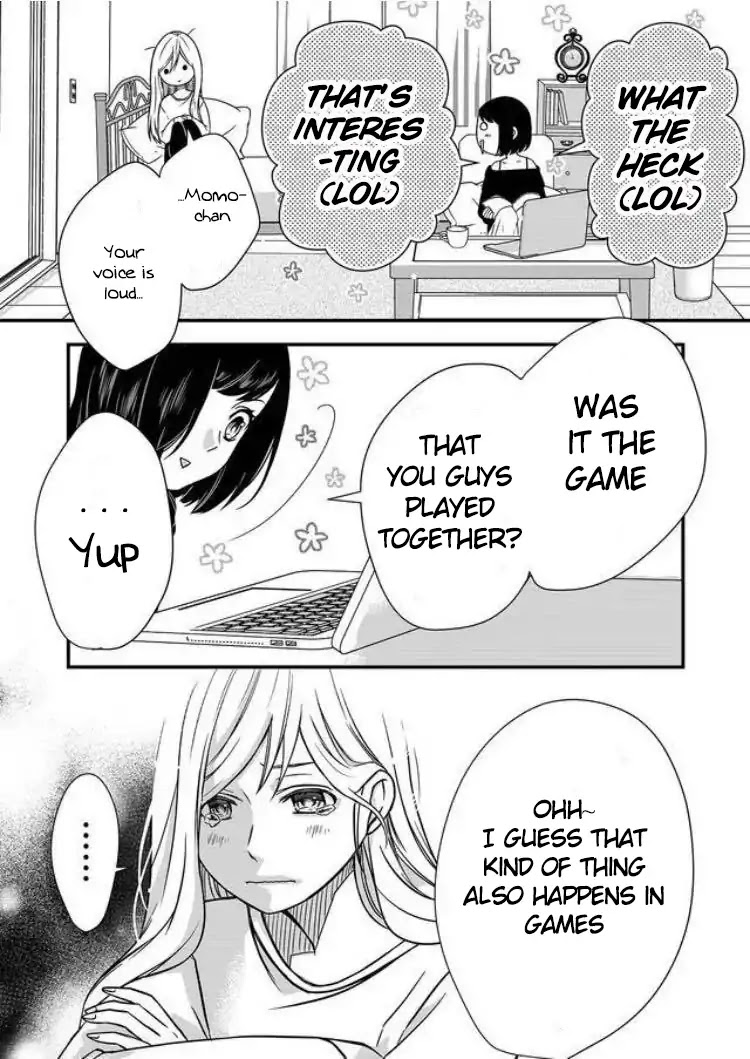 WHAT
THE
HECK
(LOL)
THAT'S
INTERES
-TING
(LOL)
...Momo-
chan
Your
voice is
loud...
WAS
IT THE
GAME
THAT
YOU GUYS
PLAYED
TOGETHER?
...
Yup
OHH~
I GUESS THAT
KIND OF THING
ALSO HAPPENS IN
GAMES
......